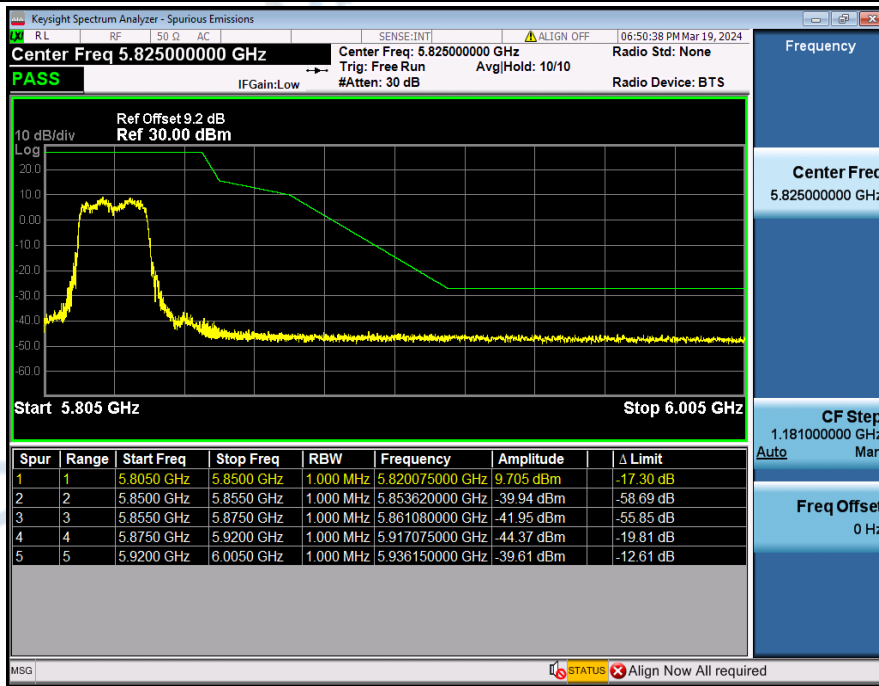 Keysight Spectrum Analyzer - Spurious Emissions
LXI RL RF 50 Ω AC SENSE:INT ALIGN OFF 06:50:38 PM Mar 19, 2024
Center Freq 5.825000000 GHz Center Freq: 5.825000000 GHz Radio Std: None
Trig: Free Run Avg|Hold: 10/10
PASS IFGain:Low #Atten: 30 dB Radio Device: BTS
Frequency
Ref Offset 9.2 dB
10 dB/div Ref 30.00 dBm
Log
20.0
10.0
0.00
-10.0
-20.0
-30.0
-40.0
-50.0
-60.0
Start 5.805 GHz Stop 6.005 GHz
Center Freq
5.825000000 GHz
CF Step
1.181000000 GHz
Auto Man
Freq Offset
0 Hz
Spur Range Start Freq Stop Freq RBW Frequency Amplitude Δ Limit
1 1 5.8050 GHz 5.8500 GHz 1.000 MHz 5.820075000 GHz 9.705 dBm -17.30 dB
2 2 5.8500 GHz 5.8550 GHz 1.000 MHz 5.853620000 GHz -39.94 dBm -58.69 dB
3 3 5.8550 GHz 5.8750 GHz 1.000 MHz 5.861080000 GHz -41.95 dBm -55.85 dB
4 4 5.8750 GHz 5.9200 GHz 1.000 MHz 5.917075000 GHz -44.37 dBm -19.81 dB
5 5 5.9200 GHz 6.0050 GHz 1.000 MHz 5.936150000 GHz -39.61 dBm -12.61 dB
MSG STATUS Align Now All required